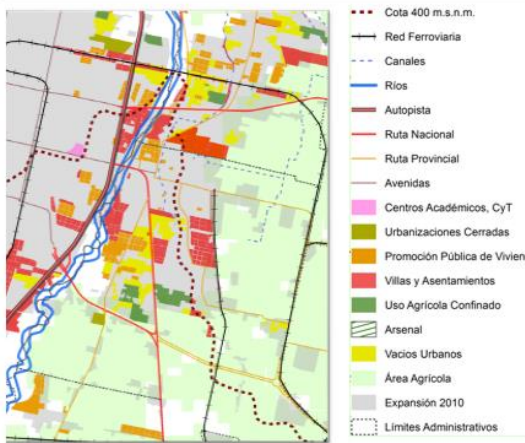 Cota 400 m.s.n.m.
Red Ferroviaria
Canales
Ríos
Autopista
Ruta Nacional
Ruta Provincial
Avenidas
Centros Académicos, CyT
Urbanizaciones Cerradas
Promoción Pública de Vivien
Villas y Asentamientos
Uso Agrícola Confinado
Arsenal
Vacios Urbanos
Área Agrícola
Expansión 2010
Límites Administrativos